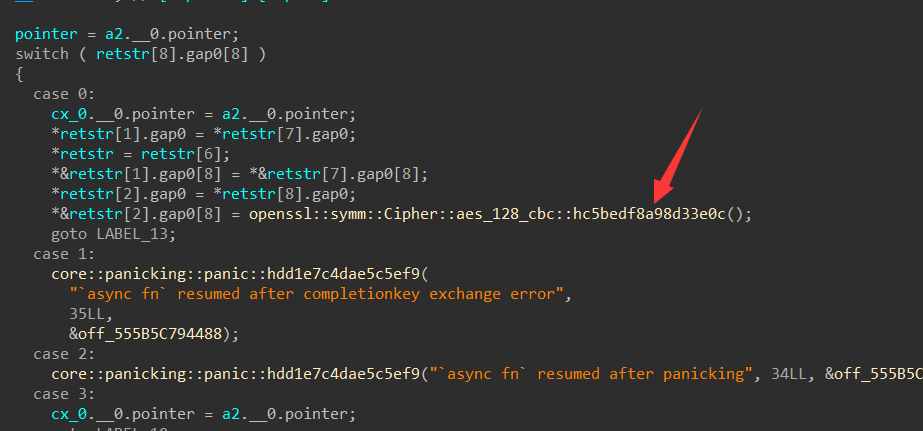 pointer = a2.__0.pointer;
switch ( retstr[8].gap0[8] )
{
case 0:
cx_0.__0.pointer = a2.__0.pointer;
*retstr[1].gap0 = *retstr[7].gap0;
*retstr = retstr[6];
*&retstr[1].gap0[8] = *&retstr[7].gap0[8];
*retstr[2].gap0 = *retstr[8].gap0;
*&retstr[2].gap0[8] = openssl::symm::Cipher::aes_128_cbc::hc5bedf8a98d33e0c();
goto LABEL_13;
case 1:
core::panicking::panic::hdd1e7c4dae5c5ef9(
"`async fn` resumed after completionkey exchange error",
35LL,
&off_555B5C794488);
case 2:
core::panicking::panic::hdd1e7c4dae5c5ef9("`async fn` resumed after panicking", 34LL, &off_555B5C
case 3:
cx_0.__0.pointer = a2.__0.pointer;